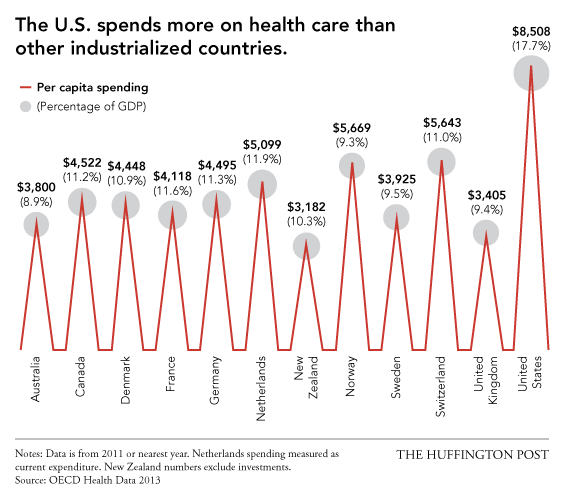 The U.S. spends more on health care than
other industrialized countries.
Per capita spending
(Percentage of GDP)
$3,800
(8.9%)
$4,522
(11.2%)
$4,448
(10.9%)
$4,118
(11.6%)
$4,495
(11.3%)
$5,099
(11.9%)
$3,182
(10.3%)
$5,669
(9.3%)
$3,925
(9.5%)
$5,643
(11.0%)
$3,405
(9.4%)
$8,508
(17.7%)
Australia
Canada
Denmark
France
Germany
Netherlands
New
Zealand
Norway
Sweden
Switzerland
United
Kingdom
United
States
Notes: Data is from 2011 or nearest year. Netherlands spending measured as
current expenditure. New Zealand numbers exclude investments.
Source: OECD Health Data 2013
THE HUFFINGTON POST